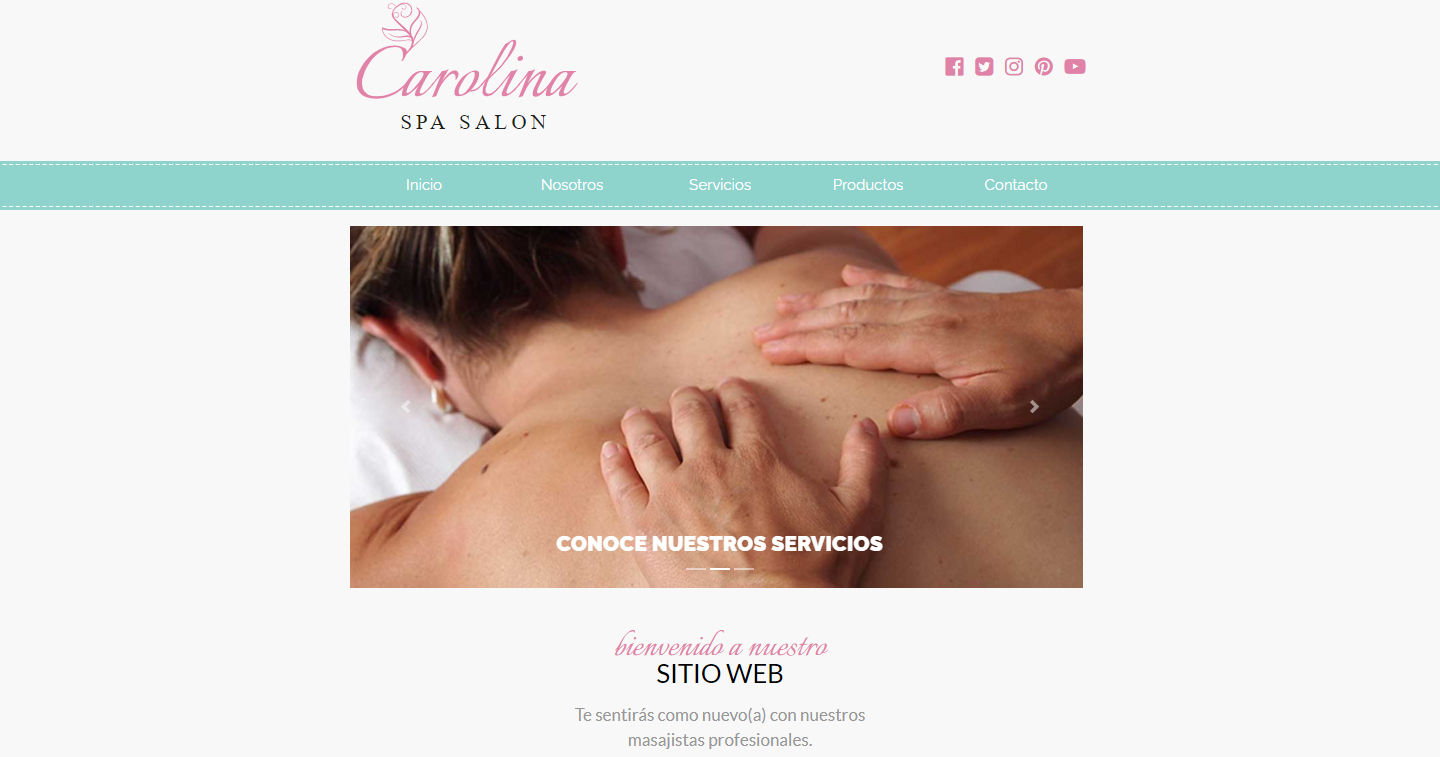 Carolina
SPA SALON
Inicio Nosotros Servicios Productos Contacto
CONOCE NUESTROS SERVICIOS
bienvenido a nuestro
SITIO WEB
Te sentirás como nuevo(a) con nuestros
masajistas profesionales.